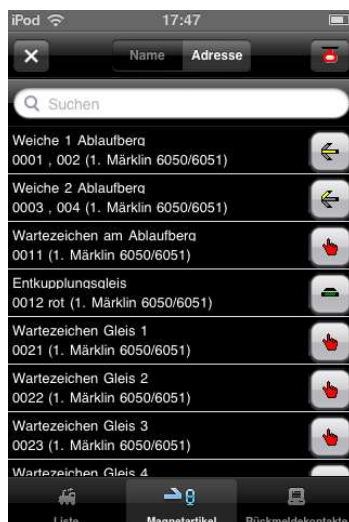 iPod 17:47
Name Adresse
Suchen
Weiche 1 Ablaufberg
0001 , 002 (1. Märklin 6050/6051)
Weiche 2 Ablaufberg
0003 , 004 (1. Märklin 6050/6051)
Wartezeichen am Ablaufberg
0011 (1. Märklin 6050/6051)
Entkupplungsgleis
0012 rot (1. Märklin 6050/6051)
Wartezeichen Gleis 1
0021 (1. Märklin 6050/6051)
Wartezeichen Gleis 2
0022 (1. Märklin 6050/6051)
Wartezeichen Gleis 3
0023 (1. Märklin 6050/6051)
Wartezeichen Gleis 4
Liste Magnetartikel Rückmeldekontakte